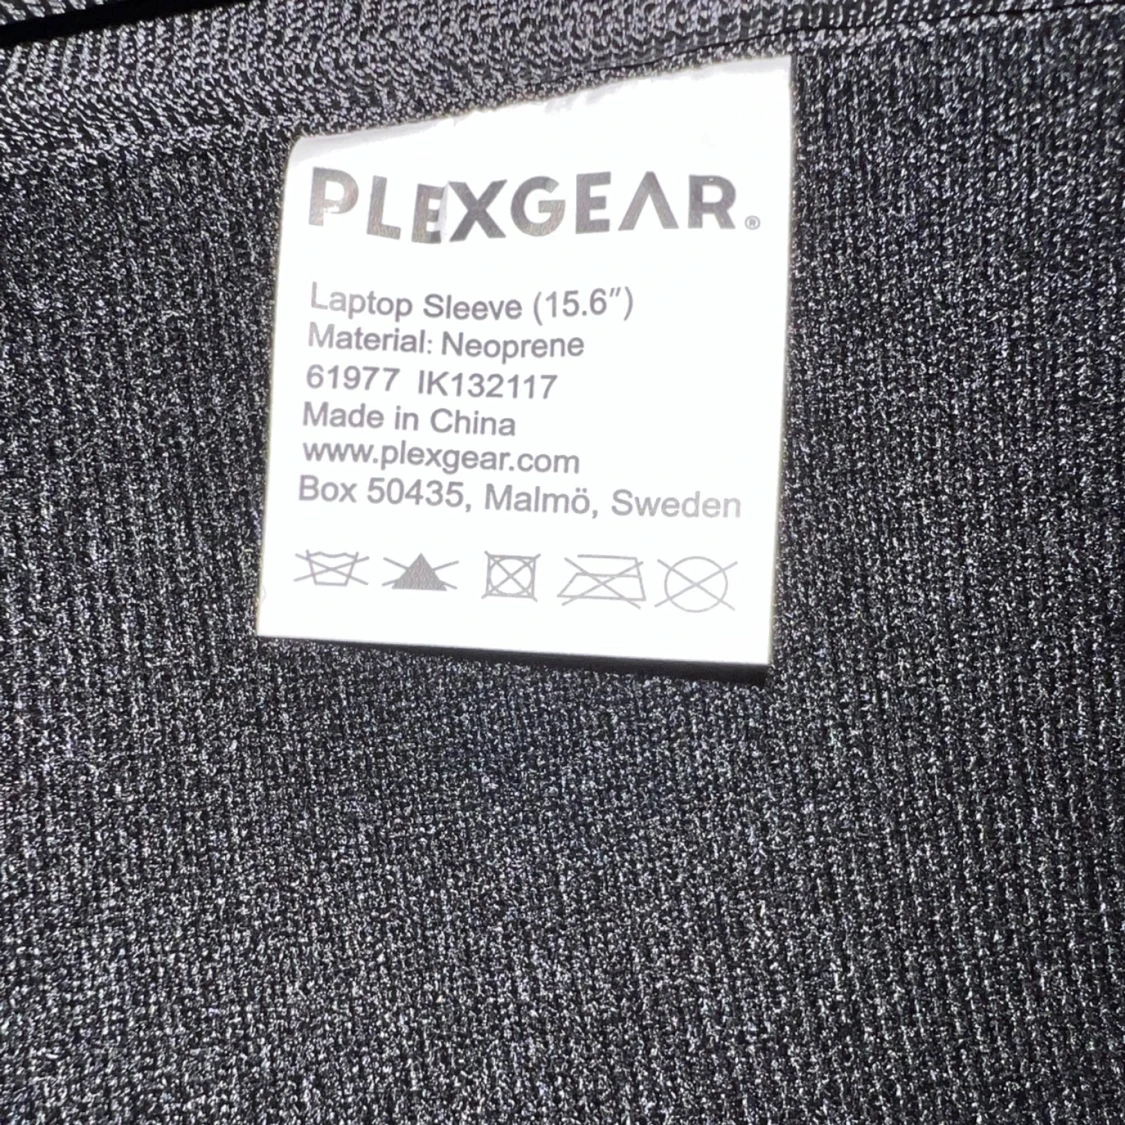 PLEXGEAR®
Laptop Sleeve (15.6″)
Material: Neoprene
61977 IK132117
Made in China
www.plexgear.com
Box 50435, Malmö, Sweden